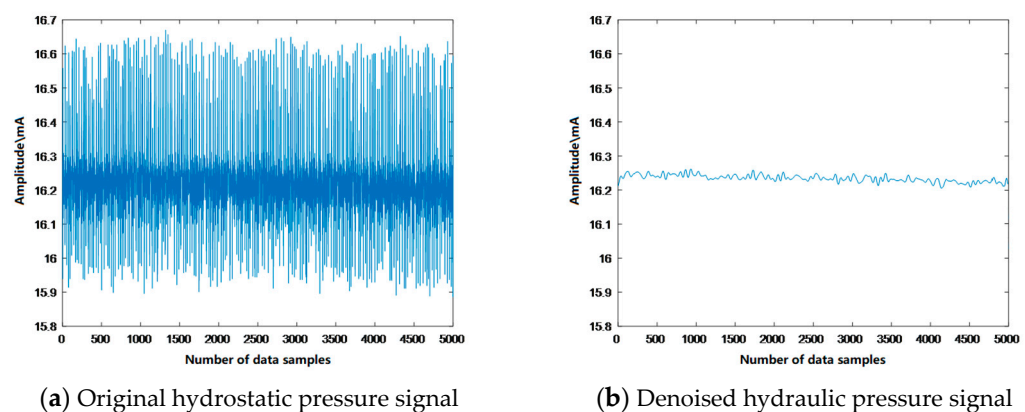 16.7
16.6
16.5
16.4
16.3
16.2
16.1
16
15.9
15.8
Amplitude\mA
0 500 1000 1500 2000 2500 3000 3500 4000 4500 5000
Number of data samples
(a) Original hydrostatic pressure signal
16.7
16.6
16.5
16.4
16.3
16.2
16.1
16
15.9
15.8
Amplitude\mA
0 500 1000 1500 2000 2500 3000 3500 4000 4500 5000
Number of data samples
(b) Denoised hydraulic pressure signal